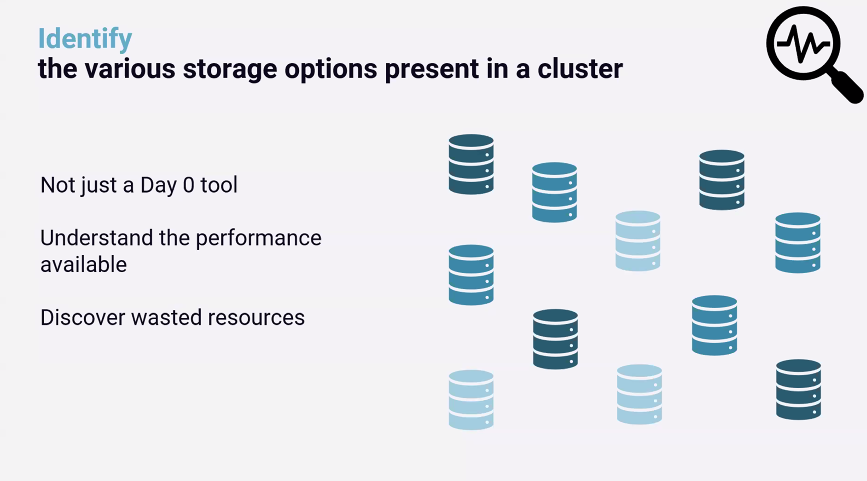 Identify
the various storage options present in a cluster
Not just a Day 0 tool
Understand the performance
available
Discover wasted resources